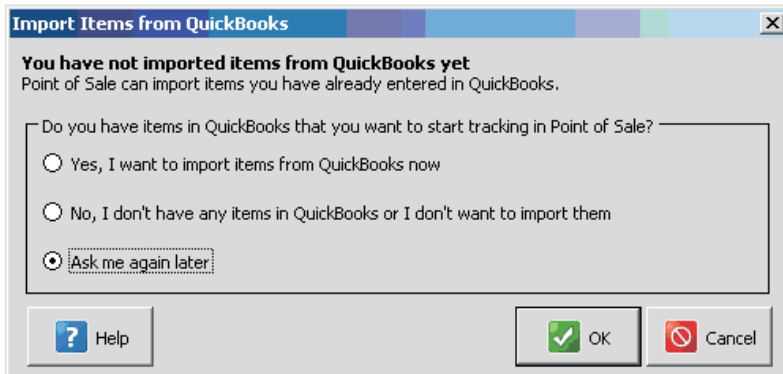 Import Items from QuickBooks
You have not imported items from QuickBooks yet
Point of Sale can import items you have already entered in QuickBooks.
Do you have items in QuickBooks that you want to start tracking in Point of Sale?
Yes, I want to import items from QuickBooks now
No, I don't have any items in QuickBooks or I don't want to import them
Ask me again later
? Help
OK
Cancel